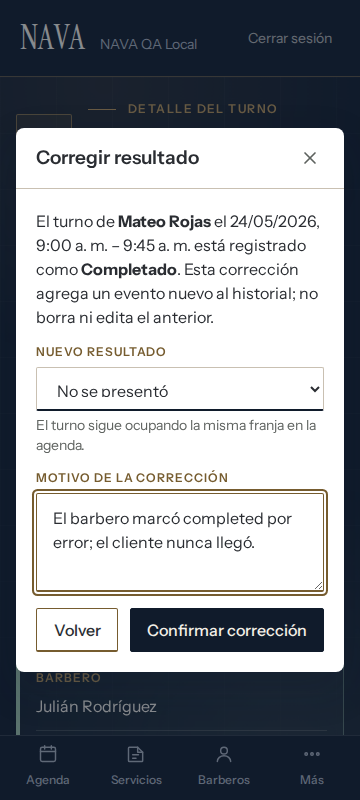 NAVA NAVA QA Local Cerrar sesión
DETALLE DEL TURNO
Corregir resultado
El turno de Mateo Rojas el 24/05/2026,
9:00 a. m. – 9:45 a. m. está registrado
como Completado. Esta corrección
agrega un evento nuevo al historial; no
borra ni edita el anterior.
NUEVO RESULTADO
No se presentó
El turno sigue ocupando la misma franja en la
agenda.
MOTIVO DE LA CORRECCIÓN
El barbero marcó completed por
error; el cliente nunca llegó.
Volver Confirmar corrección
BARBERO
Julián Rodríguez
Agenda Servicios Barberos Más